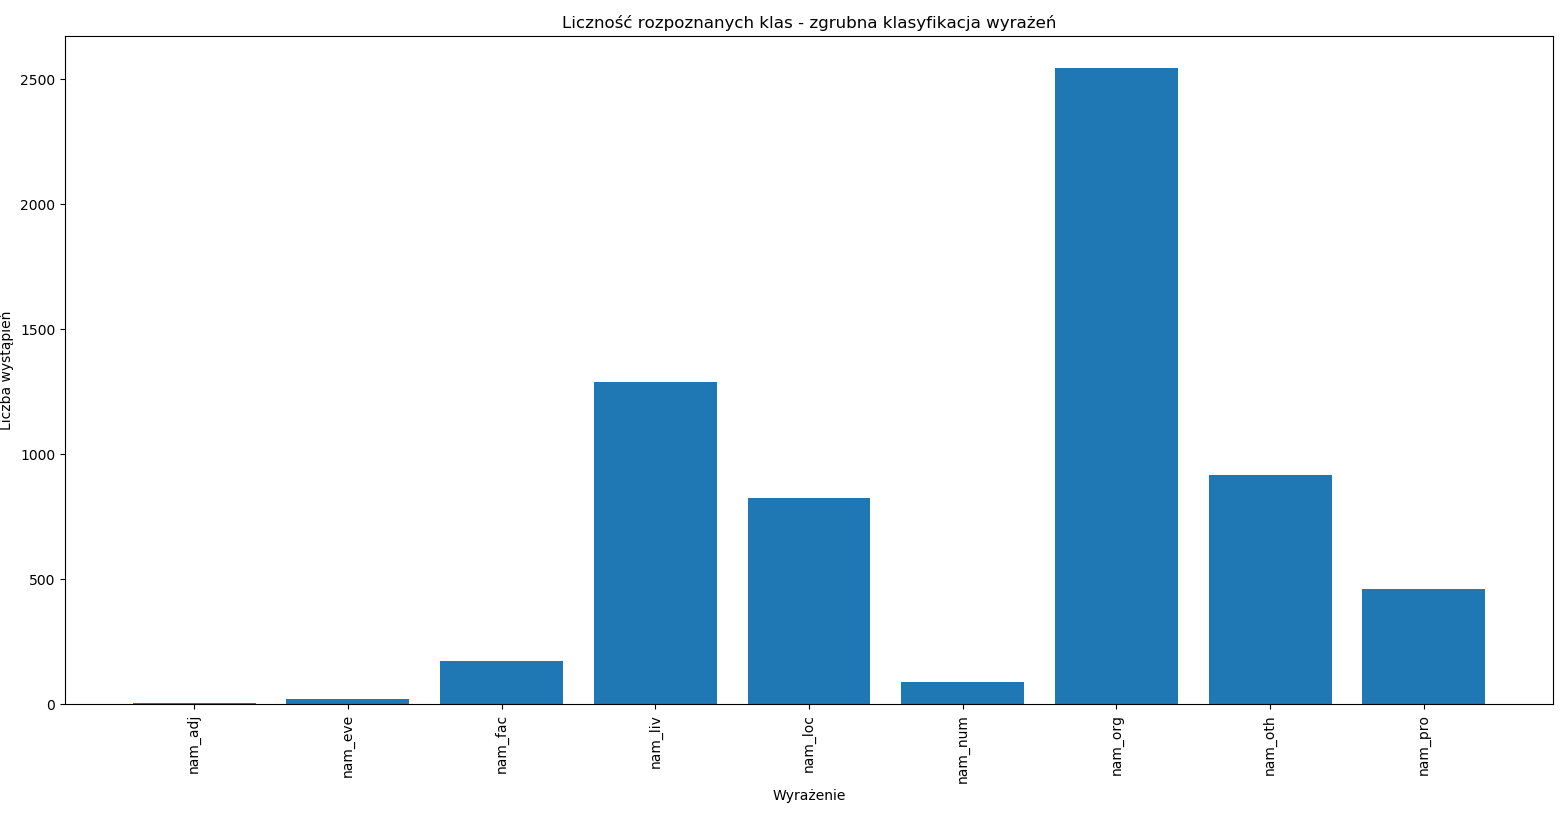 Liczność rozpoznanych klas - zgrubna klasyfikacja wyrażeń
2500
2000
1500
1000
500
0
Liczba wystąpień
nam_adj
nam_eve
nam_fac
nam_liv
nam_loc
nam_num
nam_org
nam_oth
nam_pro
Wyrażenie